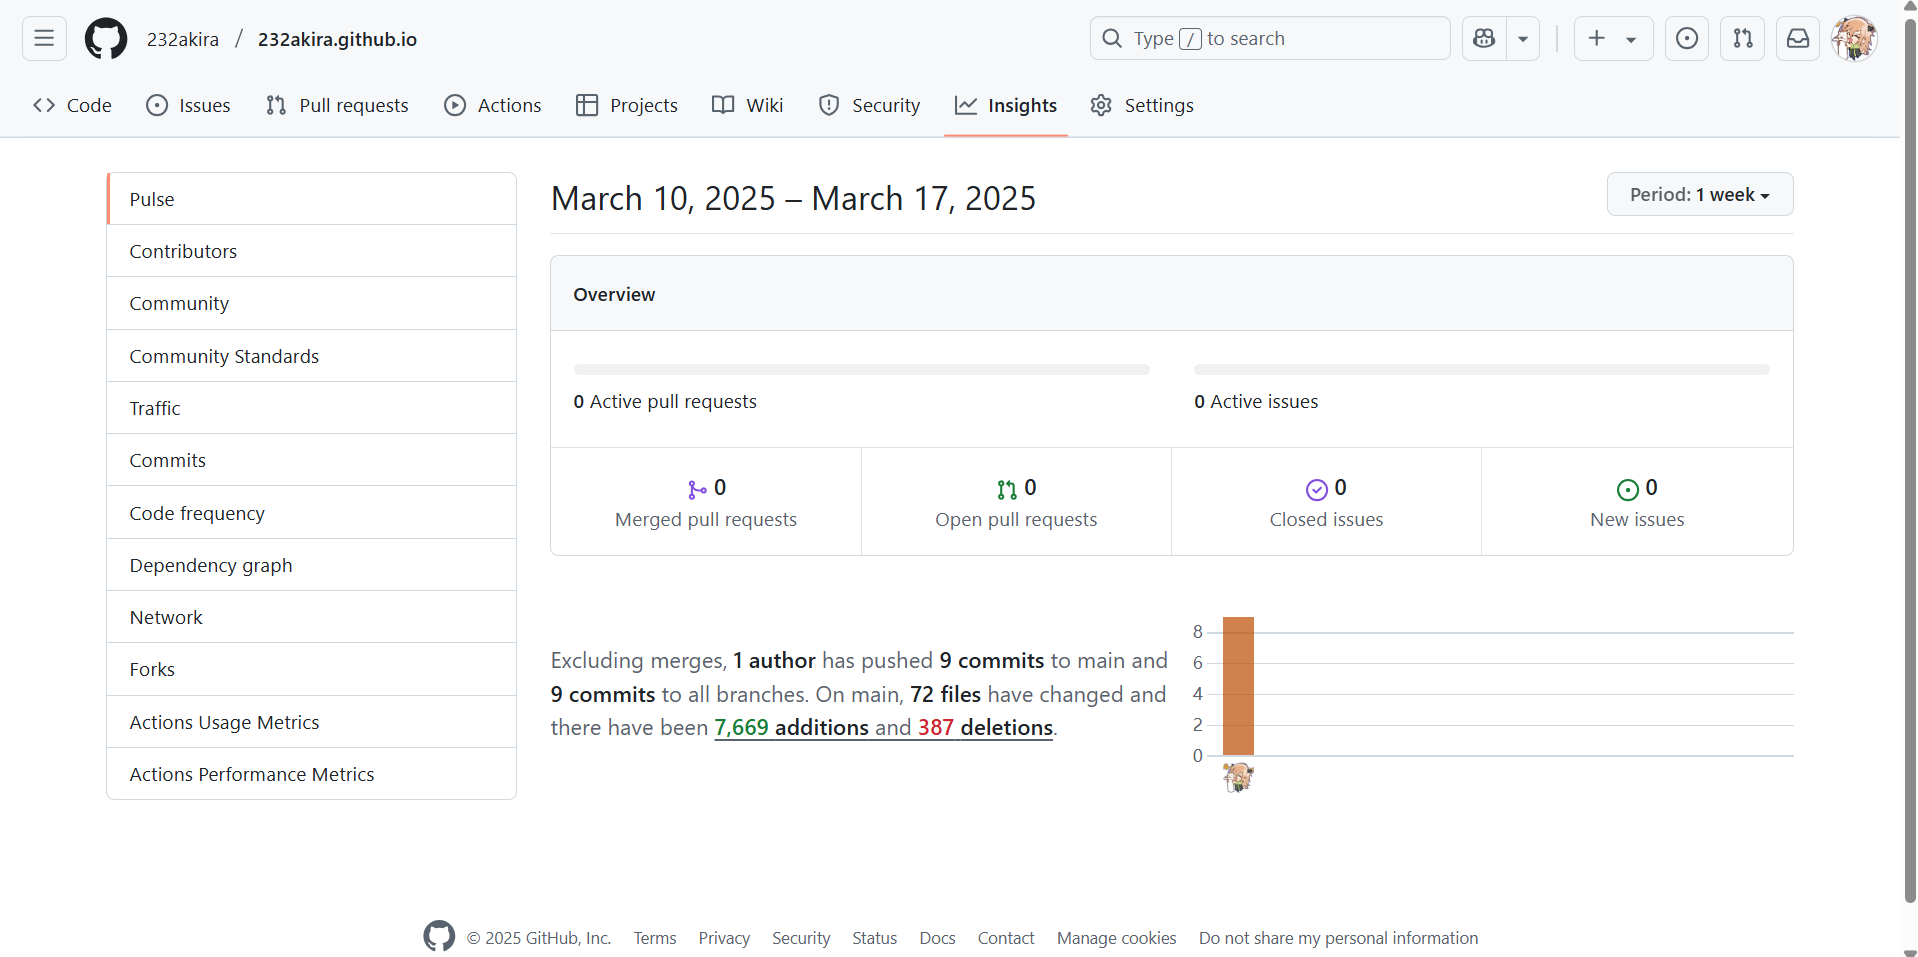 232akira / 232akira.github.io
Type / to search
Code
Issues
Pull requests
Actions
Projects
Wiki
Security
Insights
Settings
Pulse
Contributors
Community
Community Standards
Traffic
Commits
Code frequency
Dependency graph
Network
Forks
Actions Usage Metrics
Actions Performance Metrics
March 10, 2025 – March 17, 2025
Period: 1 week
Overview
0 Active pull requests
0 Active issues
0
Merged pull requests
0
Open pull requests
0
Closed issues
0
New issues
Excluding merges, 1 author has pushed 9 commits to main and
9 commits to all branches. On main, 72 files have changed and
there have been 7,669 additions and 387 deletions.
8
6
4
2
0
© 2025 GitHub, Inc.
Terms
Privacy
Security
Status
Docs
Contact
Manage cookies
Do not share my personal information